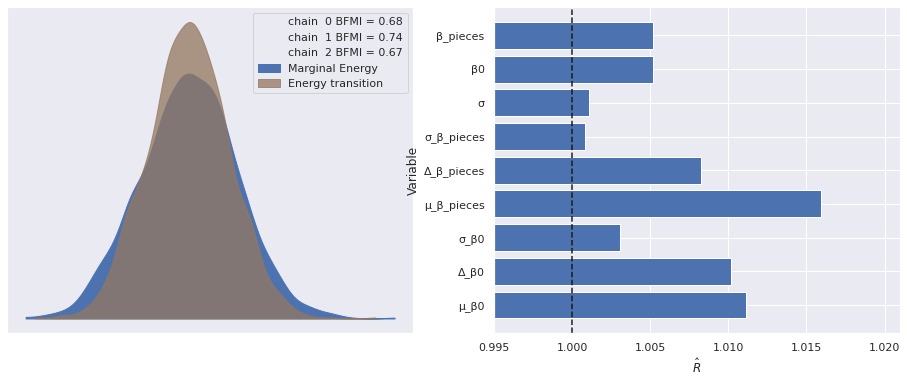 chain  0 BFMI = 0.68
chain  1 BFMI = 0.74
chain  2 BFMI = 0.67
Marginal Energy
Energy transition
Variable
β_pieces
β0
σ
σ_β_pieces
Δ_β_pieces
μ_β_pieces
σ_β0
Δ_β0
μ_β0
0.995 1.000 1.005 1.010 1.015 1.020
R̂